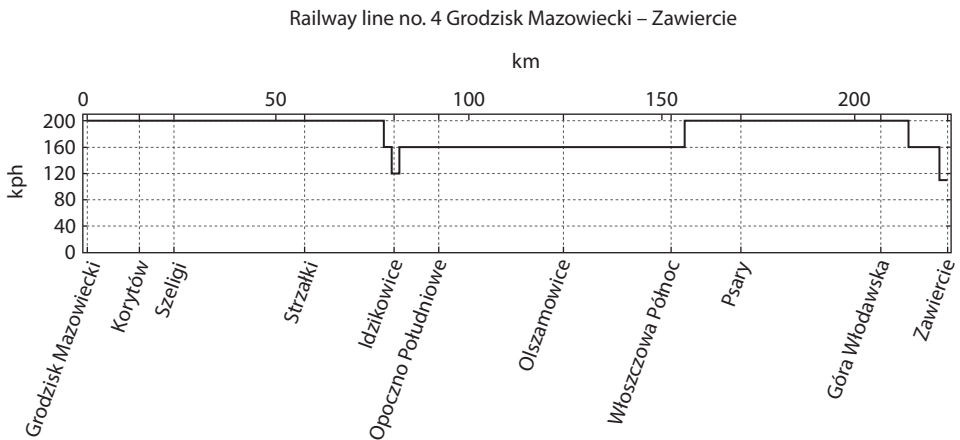 Railway line no. 4 Grodzisk Mazowiecki – Zawiercie
km
0 50 100 150 200
kph
200
160
120
80
40
0
Grodzisk Mazowiecki
Korytów
Szeligi
Strzałki
Idzikowice
Opoczno Południowe
Olszamowice
Włoszczowa Północ
Psary
Góra Włodawska
Zawiercie